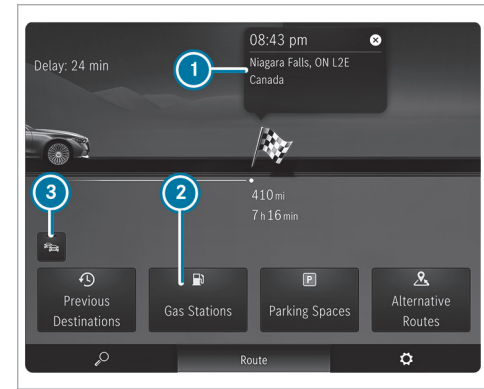 08:43 pm
Delay: 24 min
1
Niagara Falls, ON L2E
Canada
3
2
410 mi
7 h 16 min
P
Previous
Destinations
Gas Stations
Parking Spaces
Alternative
Routes
Route